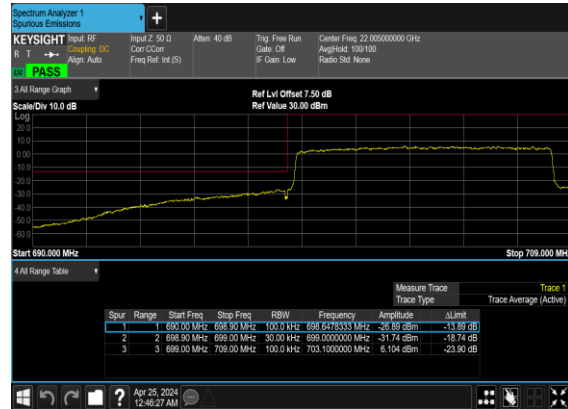 Spectrum Analyzer 1
Spurious Emissions
+
KEYSIGHT Input: RF Input Z: 50 Ω Atten: 40 dB Trig: Free Run Center Freq: 22.005000000 GHz
R T Coupling: DC Corr CCorr Gate: Off Avg|Hold: 100/100
Align: Auto Freq Ref: Int (S) IF Gain: Low Radio Std: None
LW PASS
3 All Range Graph
Ref Lvl Offset 7.50 dB
Scale/Div 10.0 dB Ref Value 30.00 dBm
Log
20.0
10.0
0.00
-10.0
-20.0
-30.0
-40.0
-50.0
-60.0
Start 690.000 MHz Stop 709.000 MH
4 All Range Table
Measure Trace Trace 1
Trace Type Trace Average (Active)
Spur Range Start Freq Stop Freq RBW Frequency Amplitude ΔLimit
1 1 690.00 MHz 698.90 MHz 100.0 kHz 698.6478333 MHz -26.89 dBm -13.89 dB
2 2 698.90 MHz 699.00 MHz 30.00 kHz 699.0000000 MHz -31.74 dBm -18.74 dB
3 3 699.00 MHz 709.00 MHz 100.0 kHz 703.1000000 MHz 6.104 dBm -23.90 dB
? Apr 25, 2024
12:46:27 AM